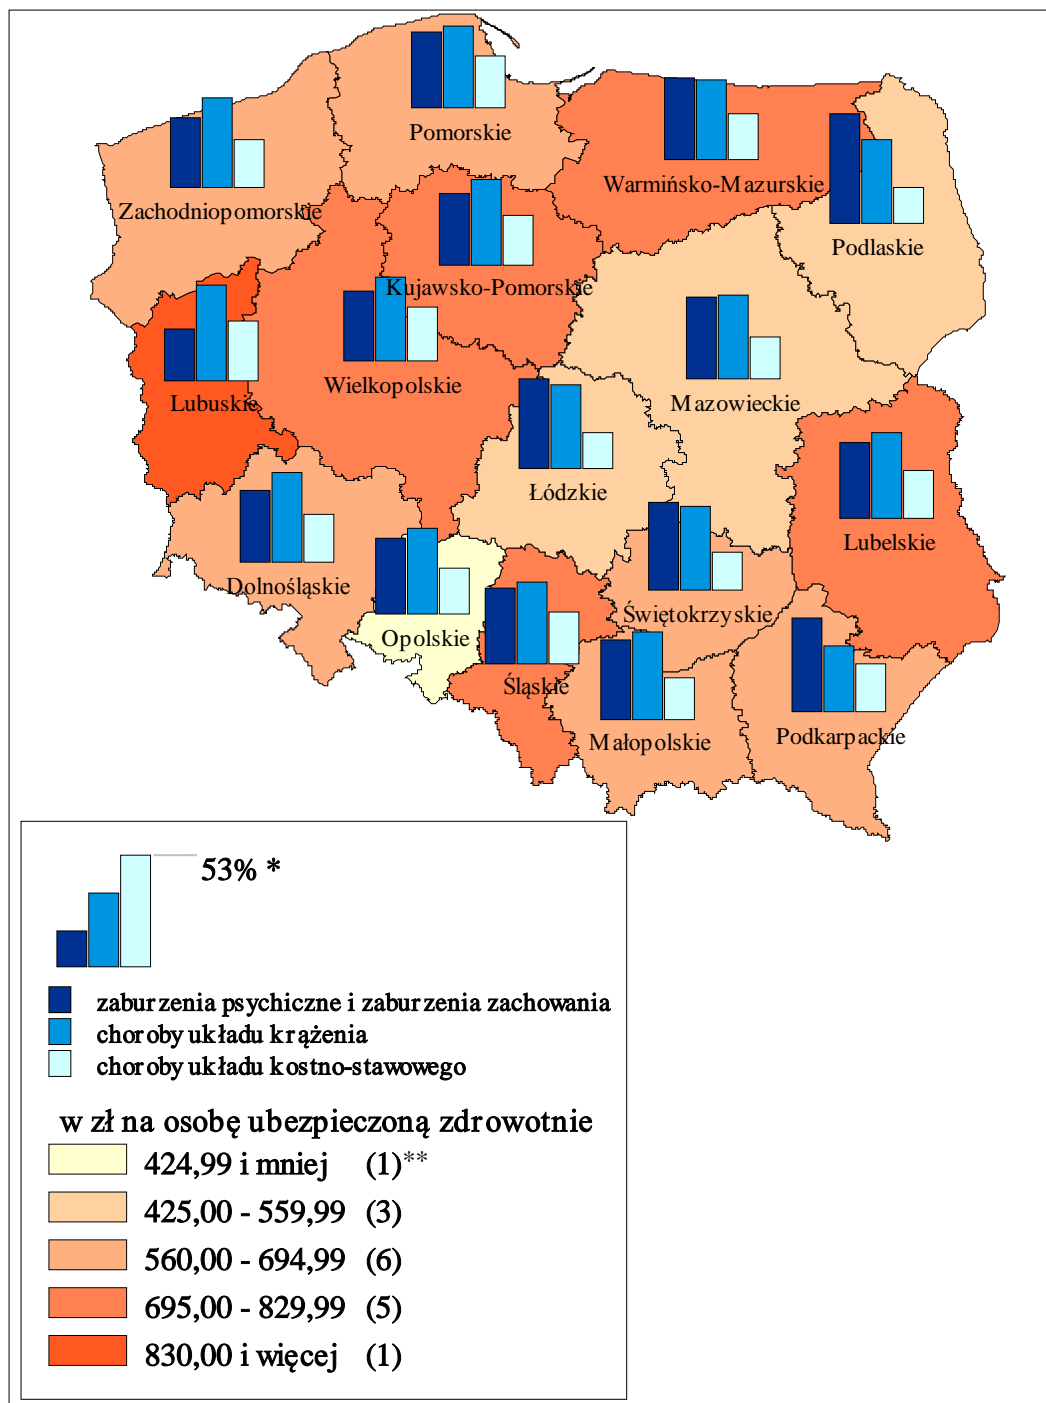 Pomorskie
Warmińsko-Mazurskie
Zachodniopomorskie
Podlaskie
Kujawsko-Pomorskie
Wielkopolskie
Lubuskie
Mazowieckie
Łódzkie
Lubelskie
Dolnośląskie
Świętokrzyskie
Opolskie
Śląskie
Małopolskie
Podkarpackie
53% *
zaburzenia psychiczne i zaburzenia zachowania
choroby układu krążenia
choroby układu kostno-stawowego
w zł na osobę ubezpieczoną zdrowotnie
424,99 i mniej (1)**
425,00 - 559,99 (3)
560,00 - 694,99 (6)
695,00 - 829,99 (5)
830,00 i więcej (1)